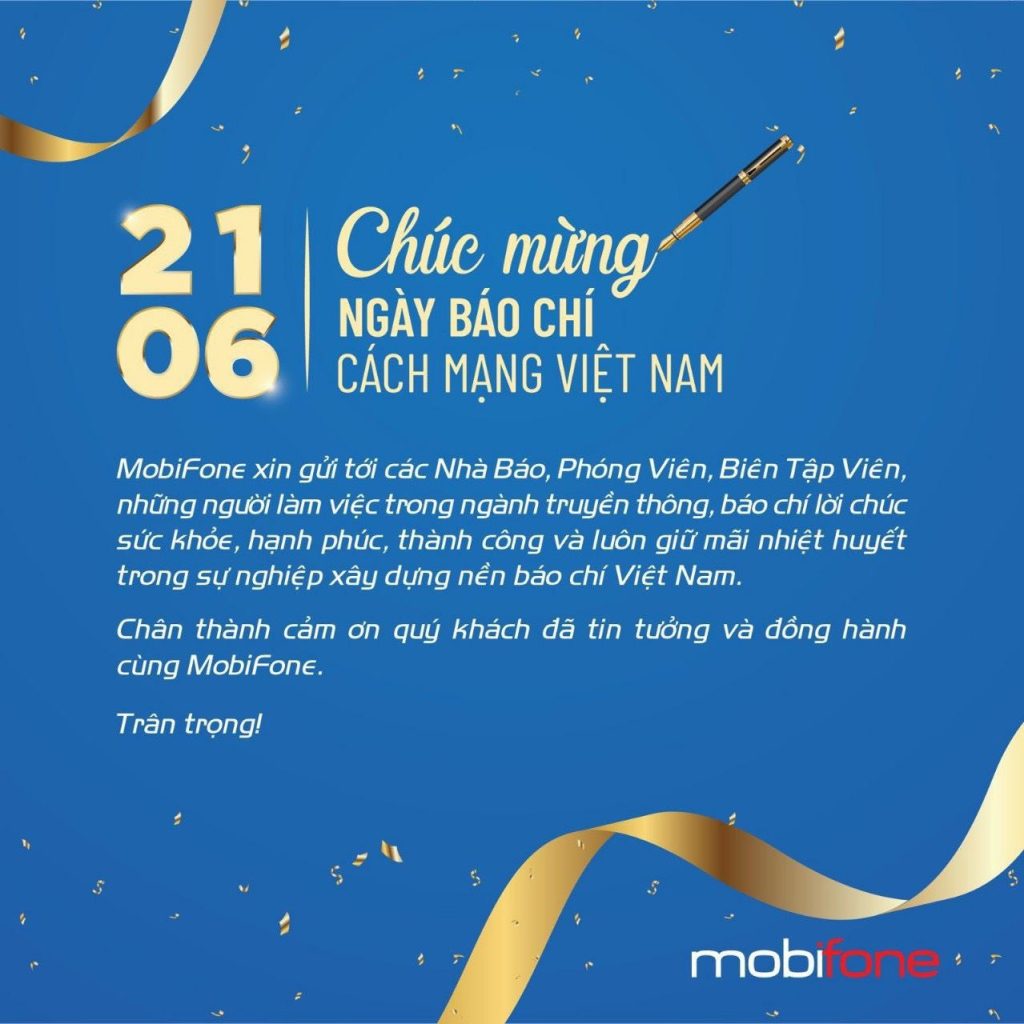 21
06
Chúc mừng
NGÀY BÁO CHÍ
CÁCH MẠNG VIỆT NAM
MobiFone xin gửi tới các Nhà Báo, Phóng Viên, Biên Tập Viên,
những người làm việc trong ngành truyền thông, báo chí lời chúc
sức khỏe, hạnh phúc, thành công và luôn giữ mãi nhiệt huyết
trong sự nghiệp xây dựng nền báo chí Việt Nam.
Chân thành cảm ơn quý khách đã tin tưởng và đồng hành
cùng MobiFone.
Trân trọng!
mobifone